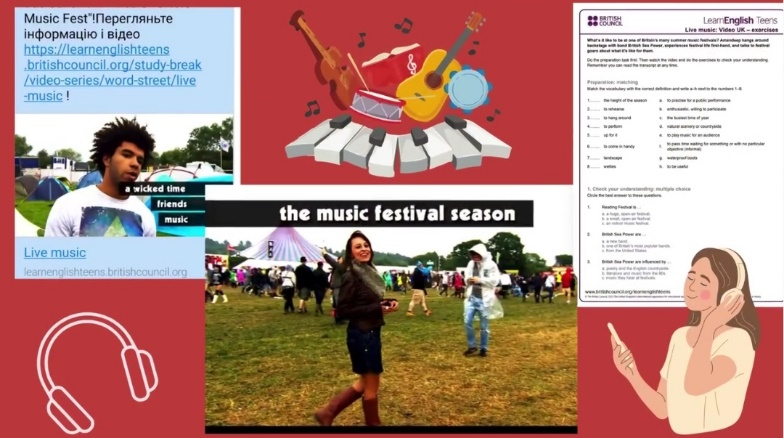 Music Fest"!Перегляньте
інформацію і відео
https://learnenglishteens
.britishcouncil.org/study-break
/video-series/word-street/live
-music !
a wicked time
friends
music
Live music
learnenglishteens.britishcouncil.org
the music festival season
BRITISH
COUNCIL
LearnEnglish Teens
Live music: Video UK – exercises
What's it like to be at one of Britain's many summer music festivals? Amandeep hangs around
backstage with band British Sea Power, experiences festival life first-hand, and talks to festival
goers about what it's like for them.
Do the preparation task first. Then watch the video and do the exercises to check your understanding.
Remember you can read the transcript at any time.
Preparation: matching
Match the vocabulary with the correct definition and write a–h next to the numbers 1–8.
1. the height of the season a. to practise for a public performance
2. to rehearse b. enthusiastic, willing to participate
3. to hang around c. the busiest time of year
4. to perform d. natural scenery or countryside
5. up for it e. to play music for an audience
6. to come in handy f. to pass time waiting for something or with no particular
objective (informal)
7. landscape g. waterproof boots
8. wellies h. to be useful
1. Check your understanding: multiple choice
Circle the best answer to these questions.
1. Reading Festival is ...
a. a huge, open-air festival.
b. a small, open-air festival.
c. an indoor music festival.
2. British Sea Power are ...
a. a new band.
b. one of Britain's most popular bands.
c. from the United States.
3. British Sea Power are influenced by ...
a. poetry and the English countryside.
b. literature and music from the 80s.
c. music they hear at festivals.
www.britishcouncil.org/learnenglishteens